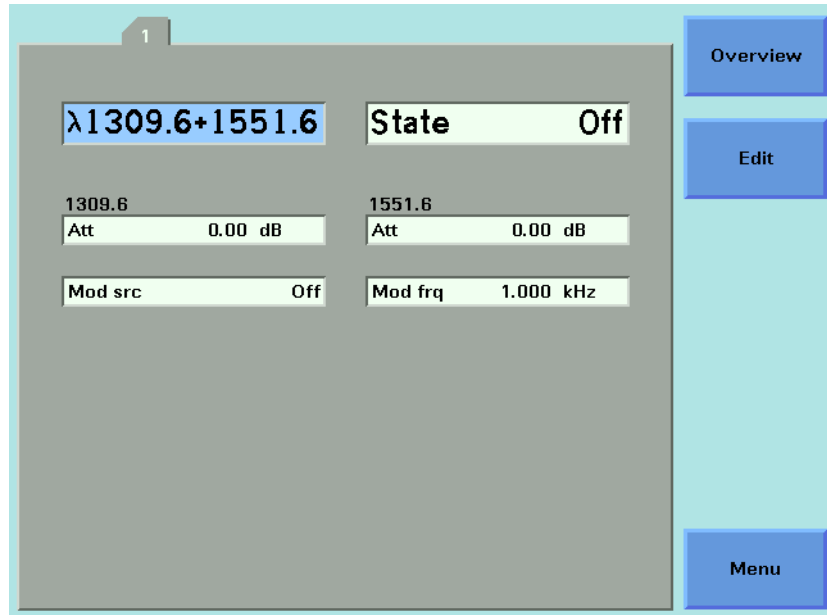 1
Overview
λ1309.6+1551.6
State Off
Edit
1309.6
1551.6
Att 0.00 dB
Att 0.00 dB
Mod src Off
Mod frq 1.000 kHz
Menu